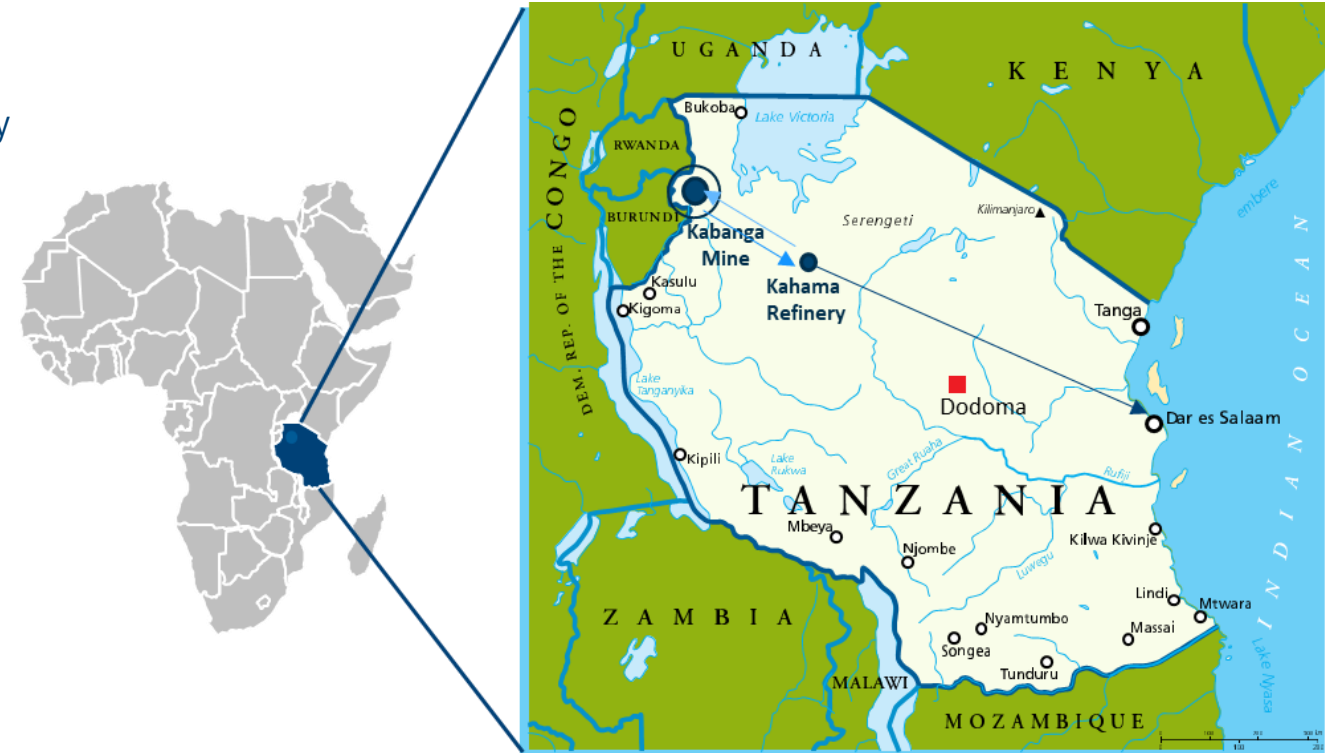 y
UGANDA
KENYA
DEM. REP. OF THE CONGO
Bukoba
Lake Victoria
RWANDA
BURUNDI
Kabanga
Mine
Serengeti
Kilimanjaro
embere
Kahama
Refinery
Kasulu
Kigoma
Tanga
INDIAN OCEAN
Lake
Tanganyika
Dodoma
Dar es Salaam
Kipili
Lake
Rukwa
Great Ruaha
Rufiji
TANZANIA
Mbeya
Kilwa Kivinje
Njombe
Luwegu
Lindi
Mtwara
ZAMBIA
Nyamtumbo
Massai
Songea
Tunduru
Lake Nyasa
MALAWI
MOZAMBIQUE